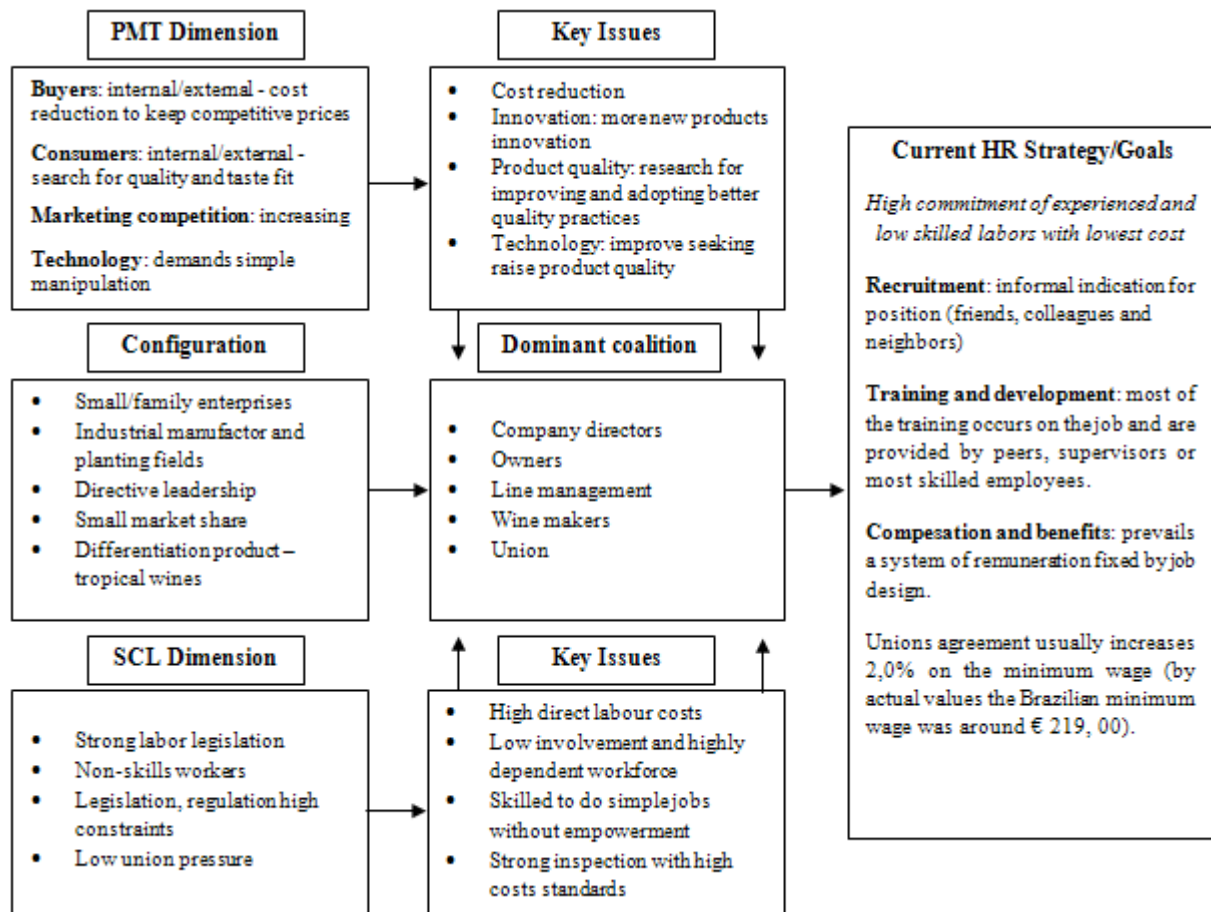 PMT Dimension
Buyers: internal/external - cost
reduction to keep competitive prices
Consumers: internal/external -
search for quality and taste fit
Marketing competition: increasing
Technology: demands simple
manipulation
Key Issues
• Cost reduction
• Innovation: more new products
innovation
• Product quality: research for
improving and adopting better
quality practices
• Technology: improve seeking
raise product quality
Configuration
• Small/family enterprises
• Industrial manufactor and
planting fields
• Directive leadership
• Small market share
• Differentiation product –
tropical wines
Dominant coalition
• Company directors
• Owners
• Line management
• Wine makers
• Union
SCL Dimension
• Strong labor legislation
• Non-skills workers
• Legislation, regulation high
constraints
• Low union pressure
Key Issues
• High direct labour costs
• Low involvement and highly
dependent workforce
• Skilled to do simple jobs
without empowerment
• Strong inspection with high
costs standards
Current HR Strategy/Goals
High commitment of experienced and
low skilled labors with lowest cost
Recruitment: informal indication for
position (friends, colleagues and
neighbors)
Training and development: most of
the training occurs on the job and are
provided by peers, supervisors or
most skilled employees.
Compesation and benefits: prevails
a system of remuneration fixed by job
design.
Unions agreement usually increases
2,0% on the minimum wage (by
actual values the Brazilian minimum
wage was around € 219, 00).